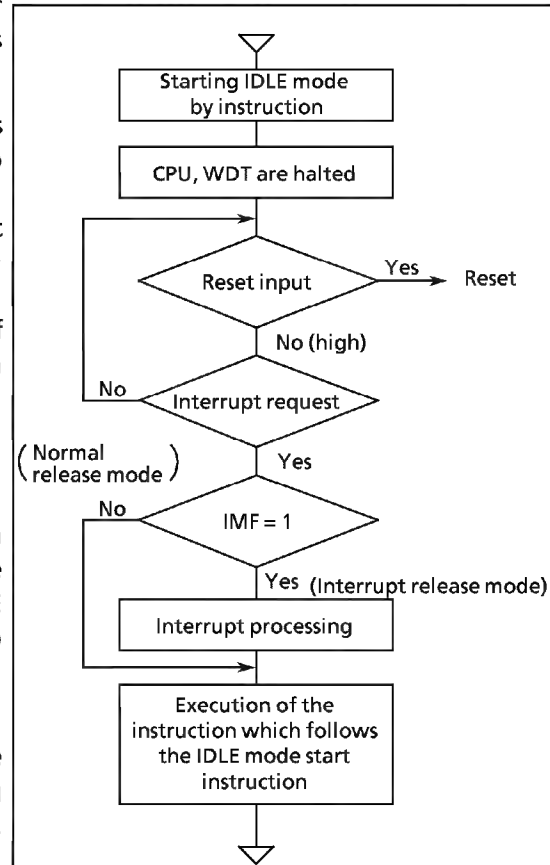 Starting IDLE mode
by instruction
CPU, WDT are halted
Reset input
Yes
Reset
No (high)
No
Interrupt request
(Normal
release mode)
Yes
No
IMF = 1
Yes
(Interrupt release mode)
Interrupt processing
Execution of the
instruction which follows
the IDLE mode start
instruction